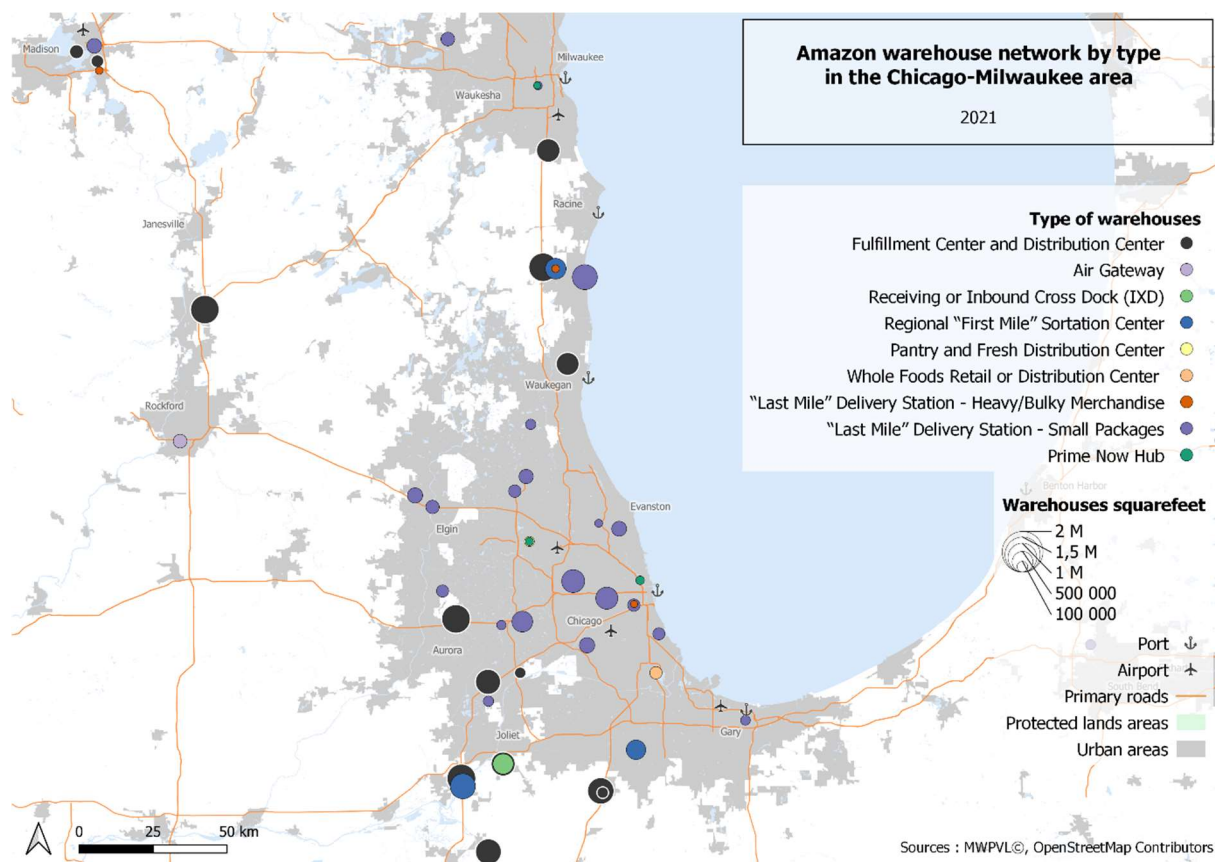 Amazon warehouse network by type
in the Chicago-Milwaukee area
2021
Madison
Milwaukee
Waukesha
Racine
Janesville
Waukegan
Rockford
Evanston
Elgin
Chicago
Aurora
Joliet
Gary
Type of warehouses
Fulfillment Center and Distribution Center
Air Gateway
Receiving or Inbound Cross Dock (IXD)
Regional “First Mile” Sortation Center
Pantry and Fresh Distribution Center
Whole Foods Retail or Distribution Center
“Last Mile” Delivery Station - Heavy/Bulky Merchandise
“Last Mile” Delivery Station - Small Packages
Prime Now Hub
Benton Harbor
Warehouses squarefeet
2 M
1,5 M
1 M
500 000
100 000
Port
Airport
South Bend
Primary roads
Protected lands areas
Urban areas
0 25 50 km
Sources : MWPVL©, OpenStreetMap Contributors